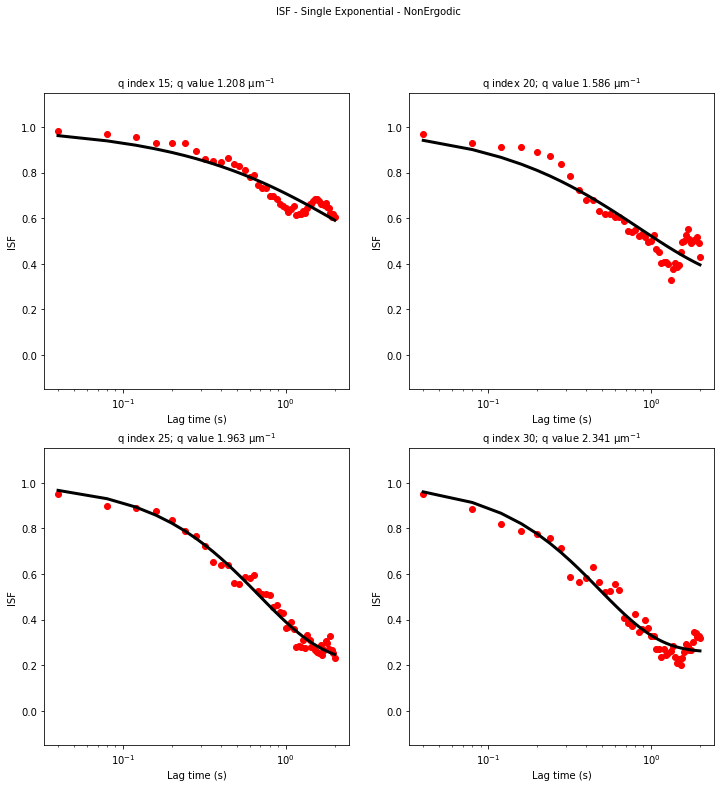 ISF - Single Exponential - NonErgodic
q index 15; q value 1.208 μm⁻¹
q index 20; q value 1.586 μm⁻¹
1.0
0.8
0.6
0.4
0.2
0.0
ISF
10⁻¹
10⁰
Lag time (s)
1.0
0.8
0.6
0.4
0.2
0.0
ISF
10⁻¹
10⁰
Lag time (s)
q index 25; q value 1.963 μm⁻¹
q index 30; q value 2.341 μm⁻¹
1.0
0.8
0.6
0.4
0.2
0.0
ISF
10⁻¹
10⁰
Lag time (s)
1.0
0.8
0.6
0.4
0.2
0.0
ISF
10⁻¹
10⁰
Lag time (s)